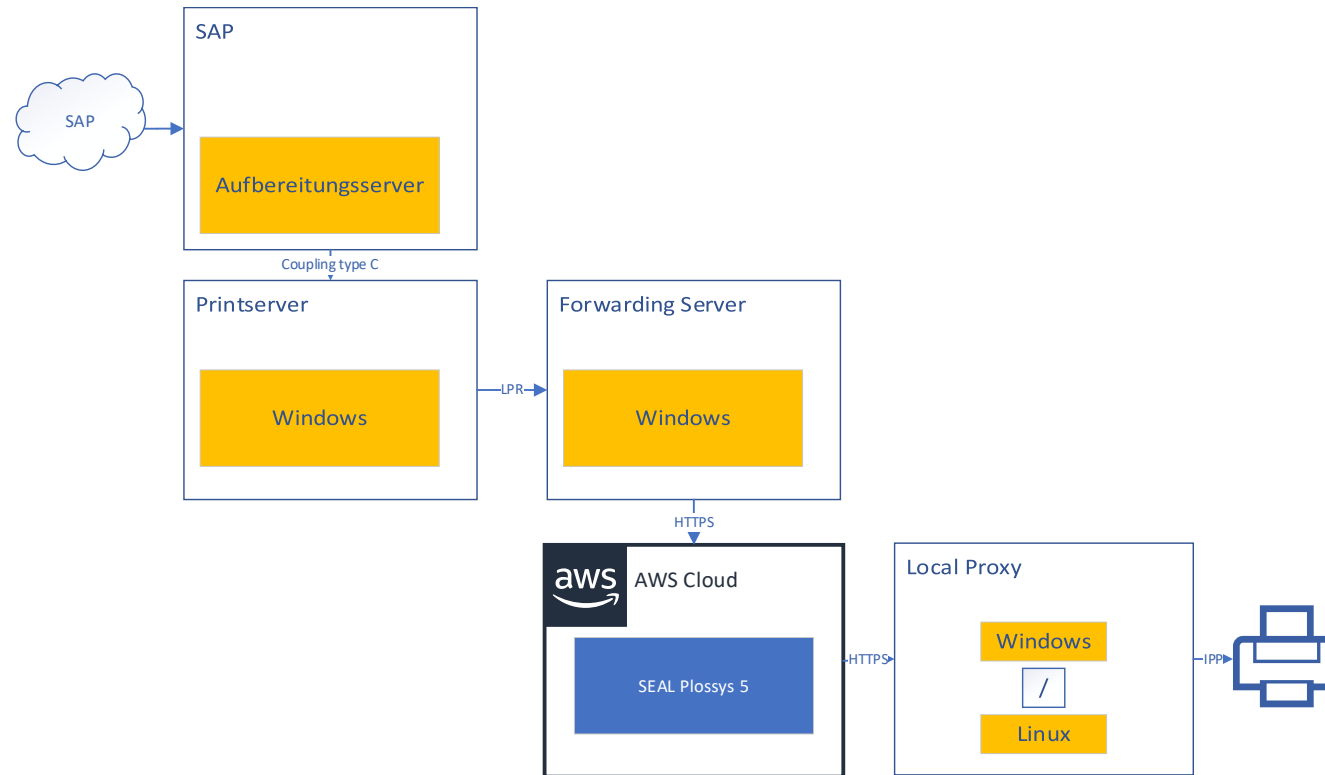 SAP
SAP
Aufbereitungsserver
Coupling type C
Printserver
Windows
LPR
Forwarding Server
Windows
HTTPS
aws
AWS Cloud
SEAL Plossys 5
HTTPS
Local Proxy
Windows
/
Linux
IPP